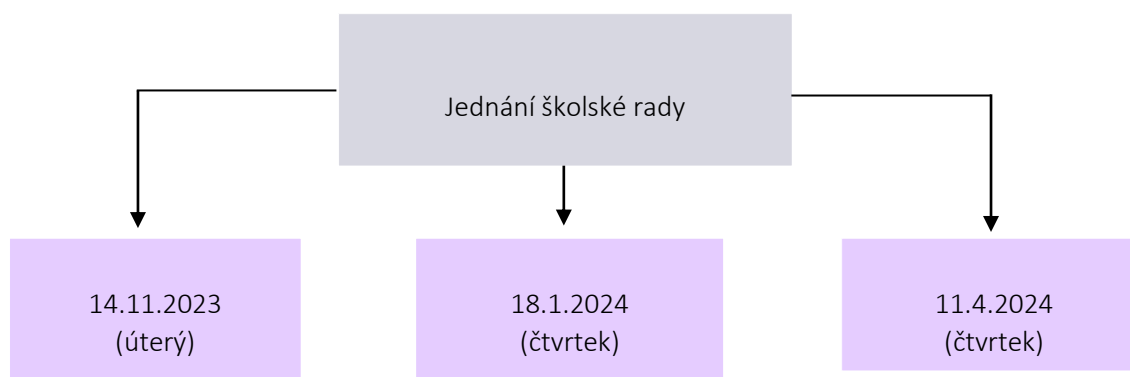 Jednání školské rady
14.11.2023
(úterý)
18.1.2024
(čtvrtek)
11.4.2024
(čtvrtek)